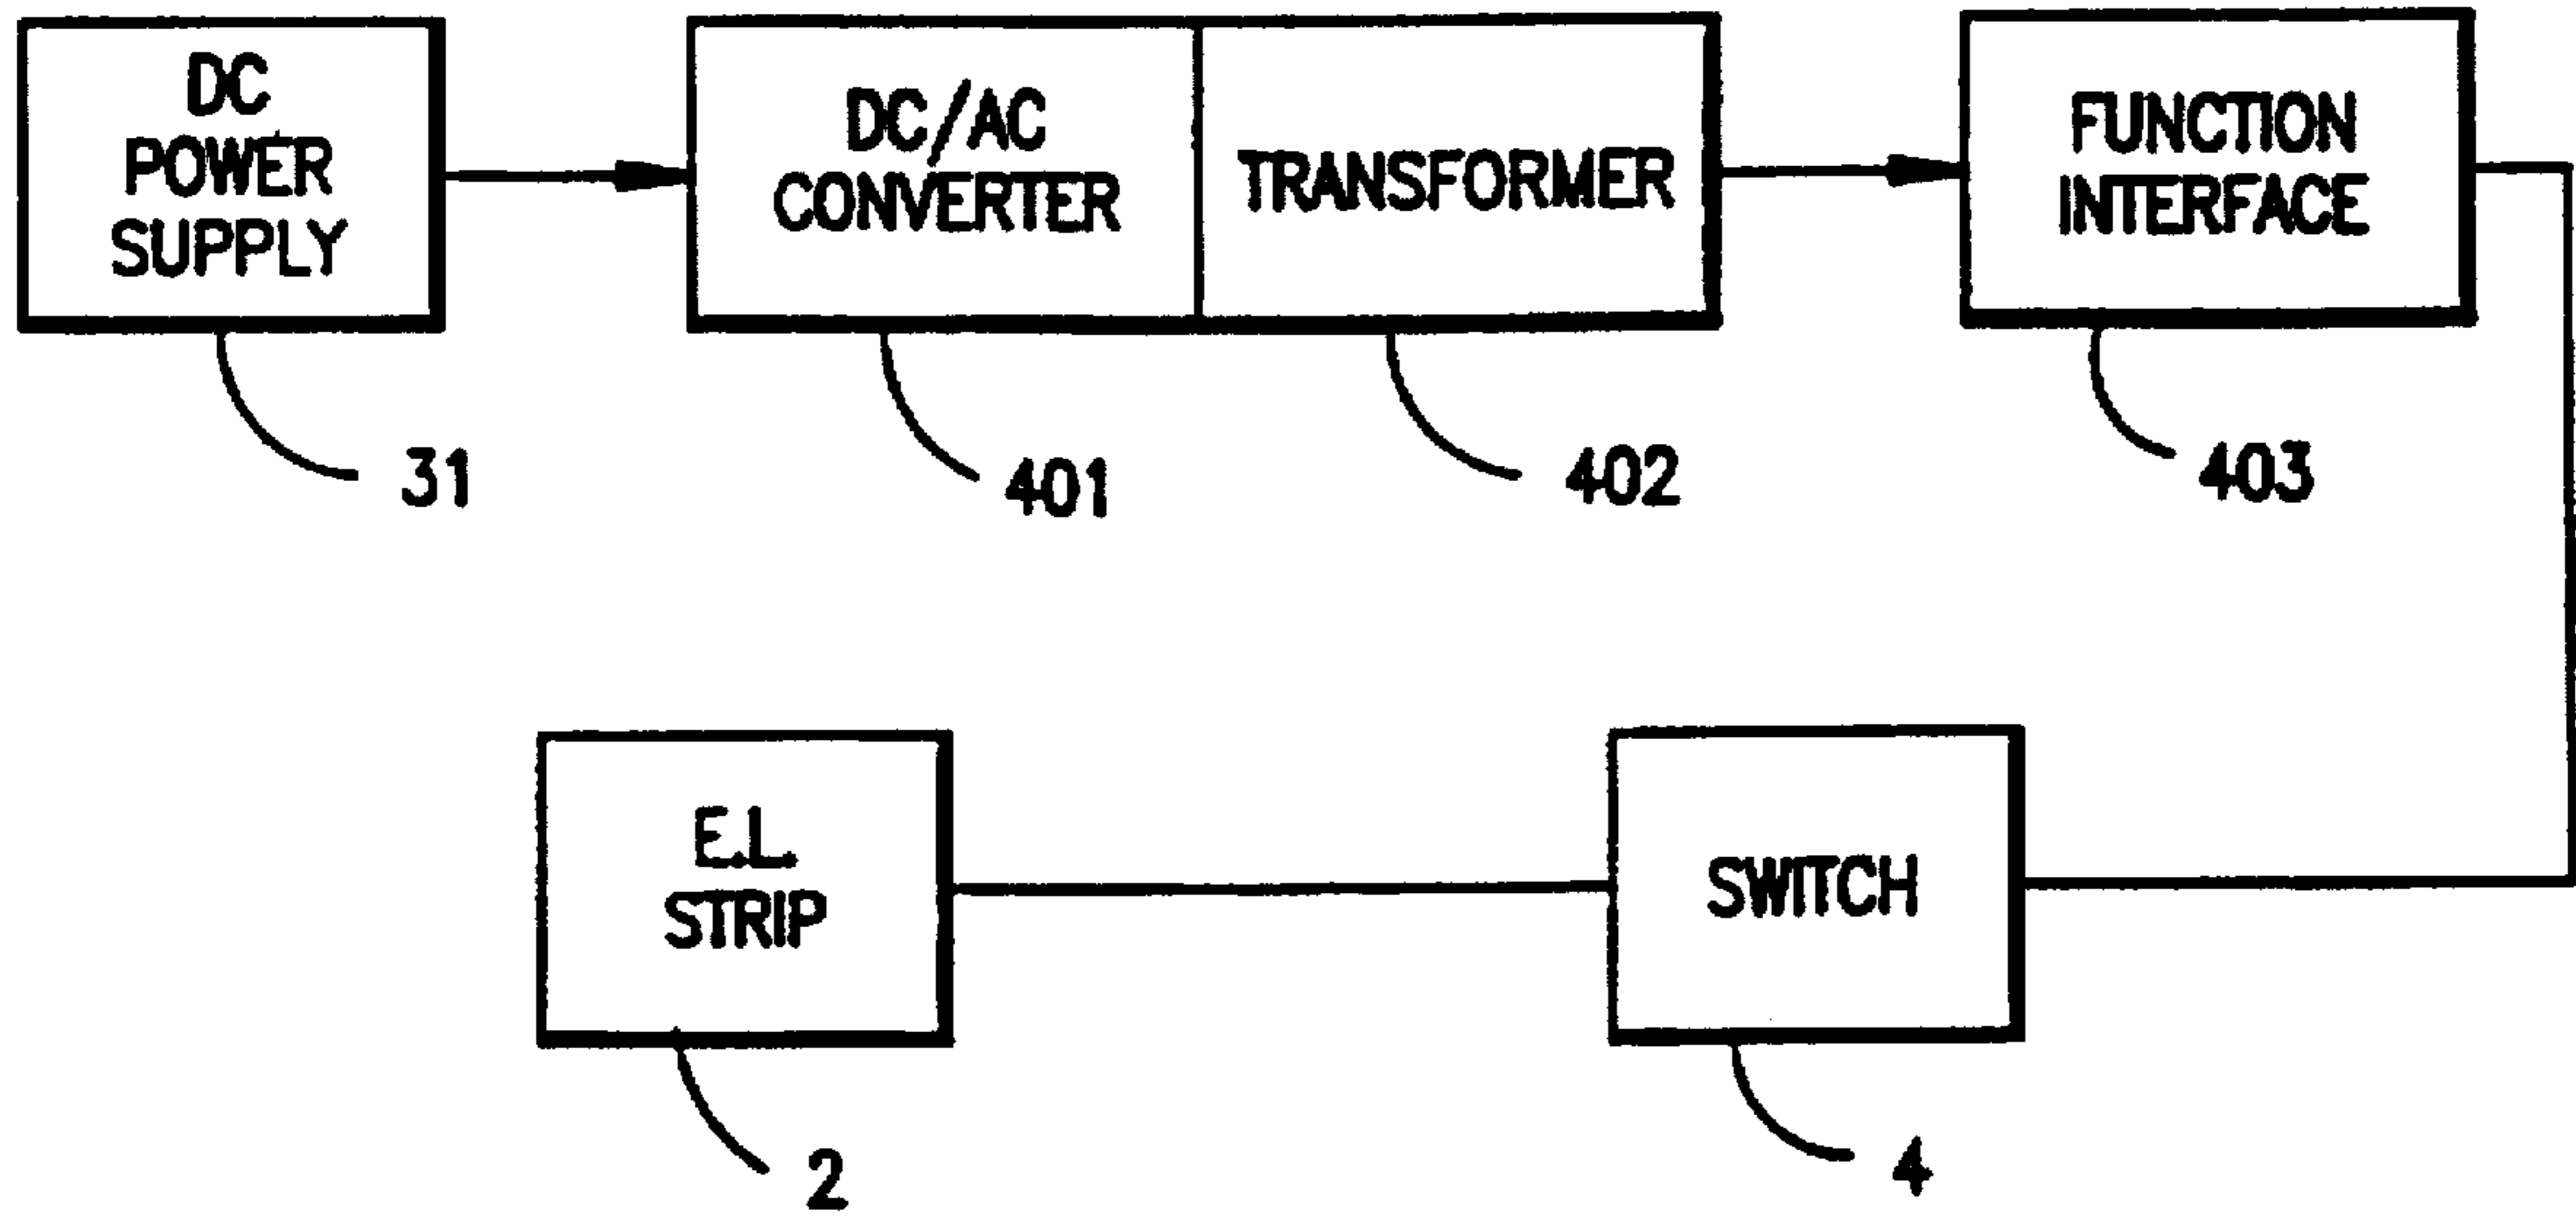 DC
POWER
SUPPLY
DC/AC
CONVERTER
TRANSFORMER
FUNCTION
INTERFACE
31
401
402
403
E.L.
STRIP
SWITCH
2
4